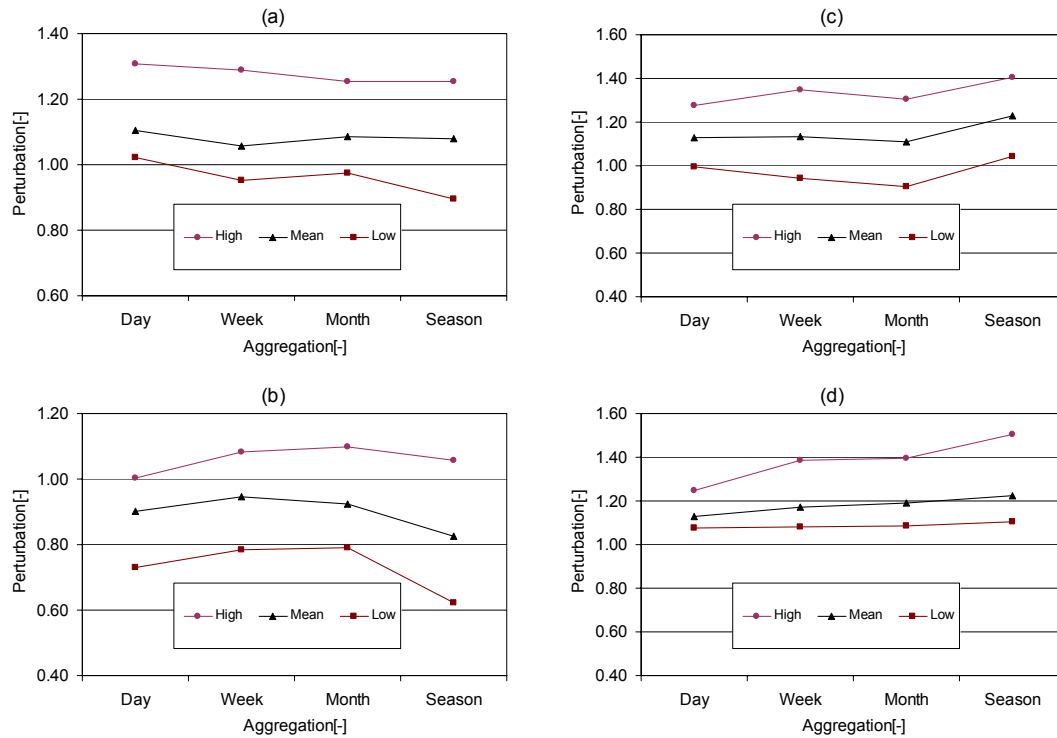 (a)
1.40
1.20
1.00
0.80
0.60
Perturbation[-]
High Mean Low
Day Week Month Season
Aggregation[-]
(c)
1.60
1.40
1.20
1.00
0.80
0.60
0.40
Perturbation[-]
High Mean Low
Day Week Month Season
Aggregation[-]
(b)
1.20
1.00
0.80
0.60
0.40
Perturbation[-]
High Mean Low
Day Week Month Season
Aggregation[-]
(d)
1.60
1.40
1.20
1.00
0.80
0.60
0.40
Perturbation[-]
High Mean Low
Day Week Month Season
Aggregation[-]